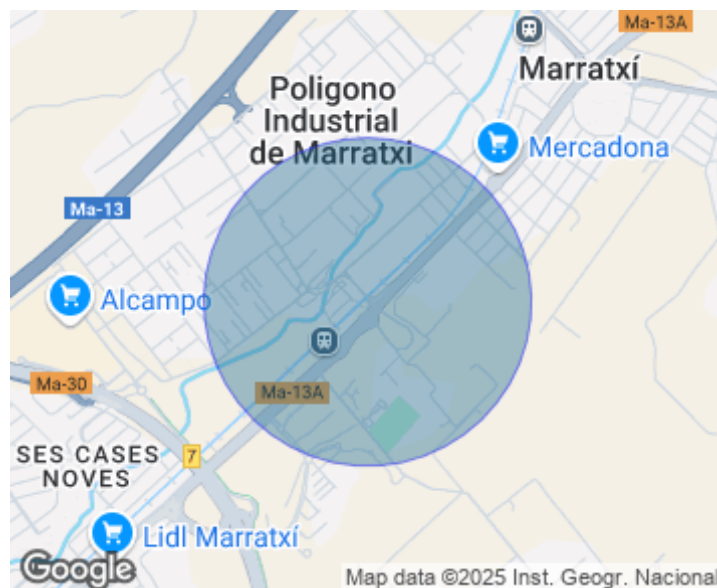 Ma-13A
Marratxí
Poligono
Industrial
de Marratxi
Mercadona
Ma-13
Alcampo
Ma-30
Ma-13A
SES CASES
NOVES
7
Lidl Marratxí
Google
Map data ©2025 Inst. Geogr. Nacional